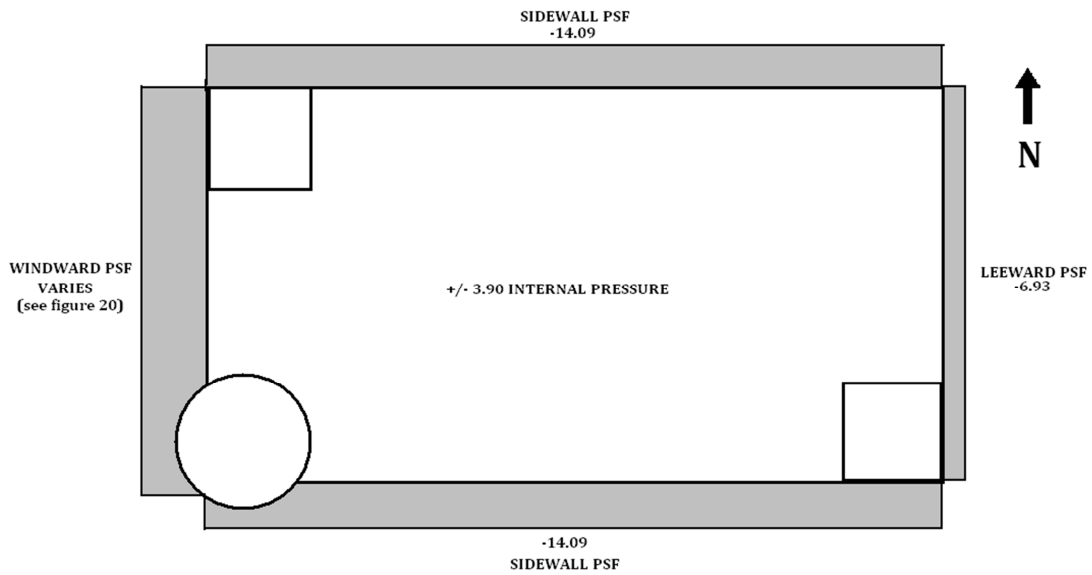 SIDEWALL PSF
-14.09
N
WINDWARD PSF
VARIES
(see figure 20)
+/- 3.90 INTERNAL PRESSURE
LEEWARD PSF
-6.93
-14.09
SIDEWALL PSF